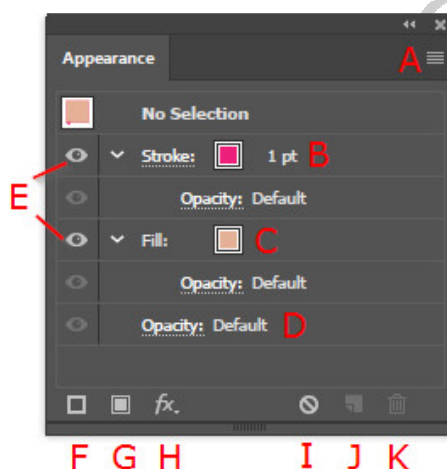 Appearance A
No Selection
Stroke: 1 pt B
Opacity: Default
E
Fill: C
Opacity: Default
Opacity: Default D
fx.
F G H I J K